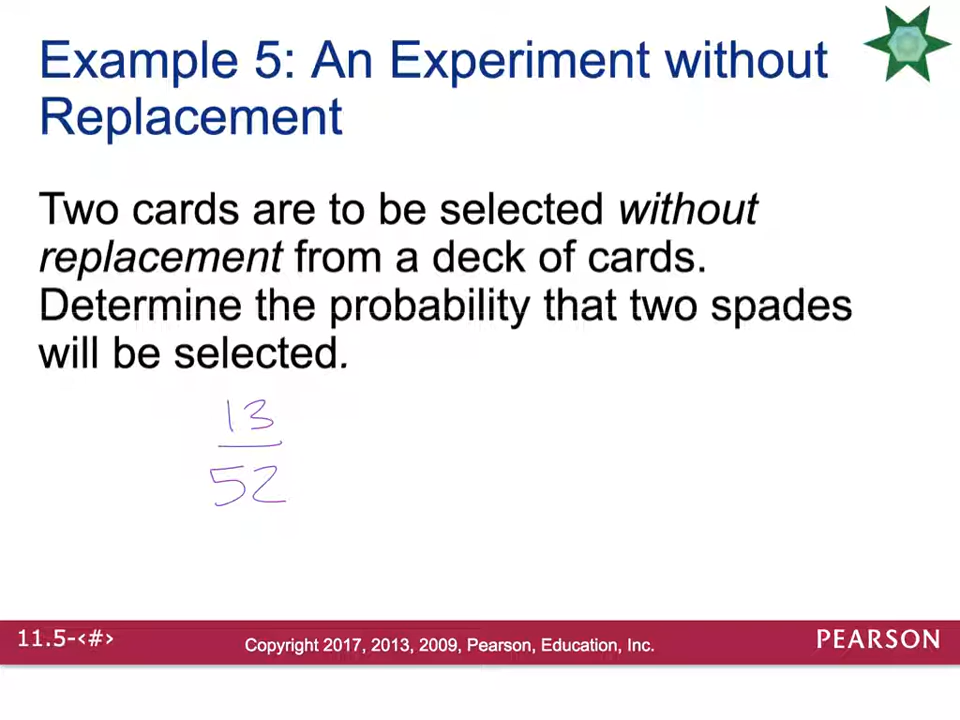 Example 5: An Experiment without
Replacement
Two cards are to be selected without
replacement from a deck of cards.
Determine the probability that two spades
will be selected.
13
52
11.5-<#>
Copyright 2017, 2013, 2009, Pearson, Education, Inc.
PEARSON